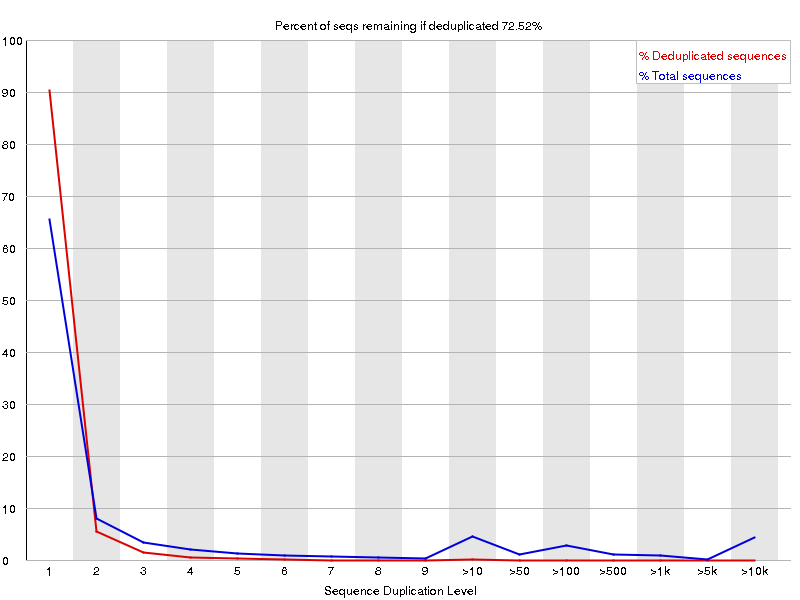 Percent of seqs remaining if deduplicated 72.52%
% Deduplicated sequences
% Total sequences
100
90
80
70
60
50
40
30
20
10
0
1 2 3 4 5 6 7 8 9 >10 >50 >100 >500 >1k >5k >10k
Sequence Duplication Level